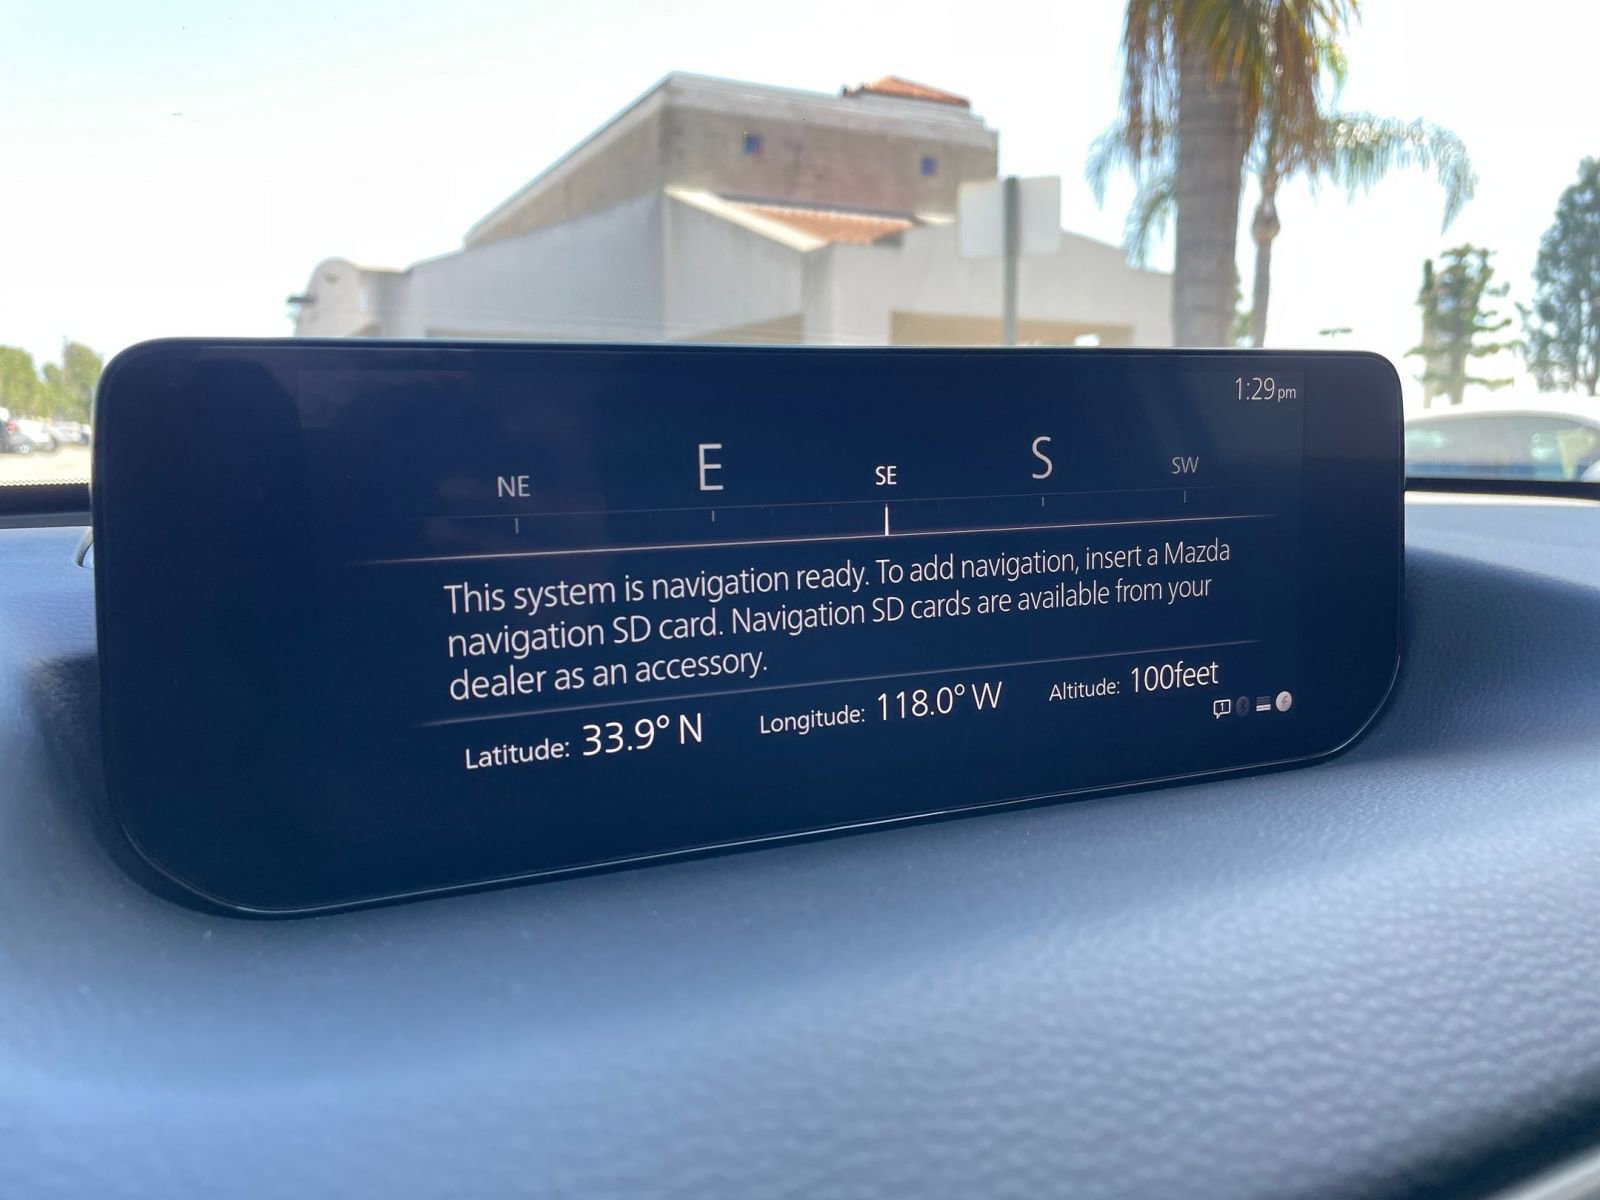 1:29pm
NE E SE S SW
This system is navigation ready. To add navigation, insert a Mazda
navigation SD card. Navigation SD cards are available from your
dealer as an accessory.
Latitude: 33.9° N Longitude: 118.0° W Altitude: 100feet
1